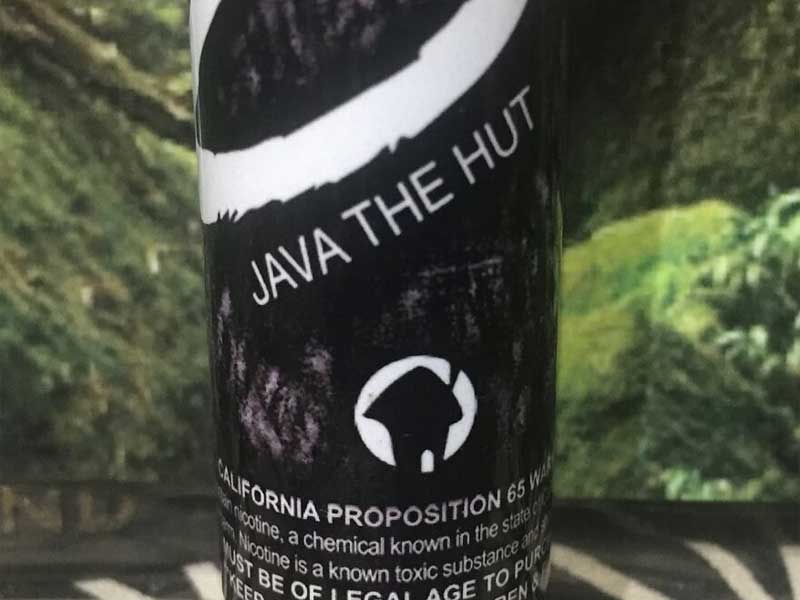 JAVA THE HUT
CALIFORNIA PROPOSITION 65
nicotine, a chemical known in the state
Nicotine is a known toxic substance and
MUST BE OF LEGAL AGE TO
KEEP